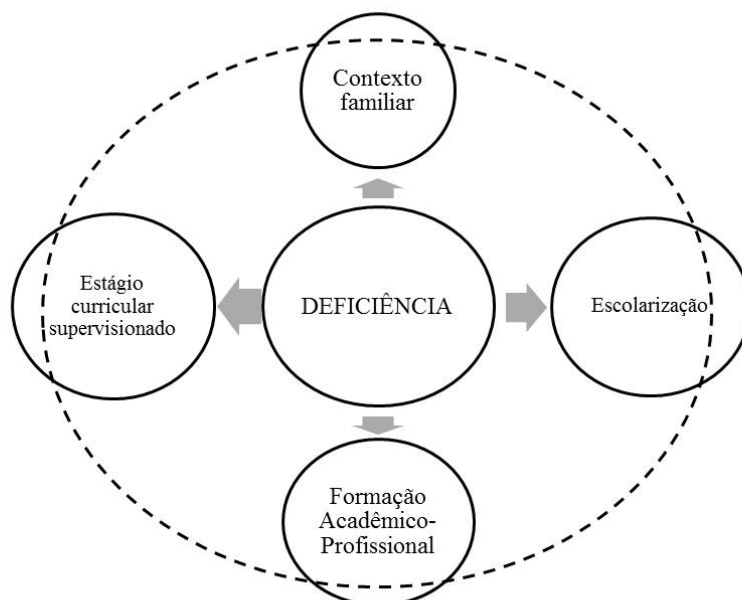 Contexto
familiar
Estágio
curricular
supervisionado
DEFICIÊNCIA
Escolarização
Formação
Acadêmico-
Profissional